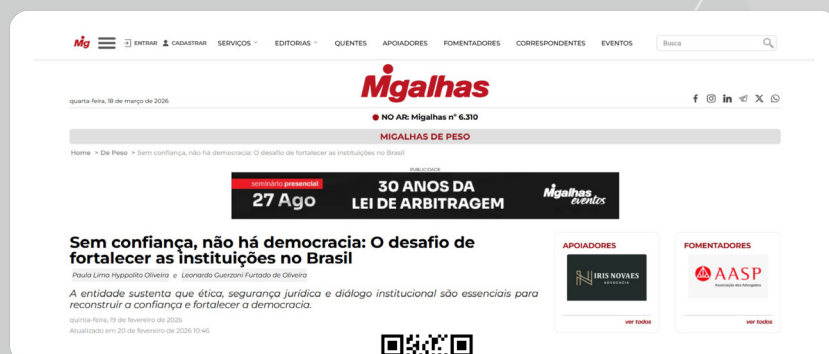 Mg ENTRAR CADASTRAR SERVIÇOS EDITORIAS QUENTES APOIADORES FOMENTADORES CORRESPONDENTES EVENTOS Busca
Migalhas
quarta-feira, 18 de março de 2026
NO AR: Migalhas nº 6.310
MIGALHAS DE PESO
Home > De Peso > Sem confiança, não há democracia: O desafio de fortalecer as instituições no Brasil
PUBLICIDADE
seminário presencial
27 Ago
30 ANOS DA
LEI DE ARBITRAGEM
Migalhas
eventos
Sem confiança, não há democracia: O desafio de
fortalecer as instituições no Brasil
Paula Lima Hyppolito Oliveira e Leonardo Guerzoni Furtado de Oliveira
A entidade sustenta que ética, segurança jurídica e diálogo institucional são essenciais para
reconstruir a confiança e fortalecer a democracia.
quinta-feira, 19 de fevereiro de 2026
Atualizado em 20 de fevereiro de 2026 10:46
APOIADORES
IRIS NOVAES
ADVOCACIA
ver todos
FOMENTADORES
AASP
Associação dos Advogados
ver todos